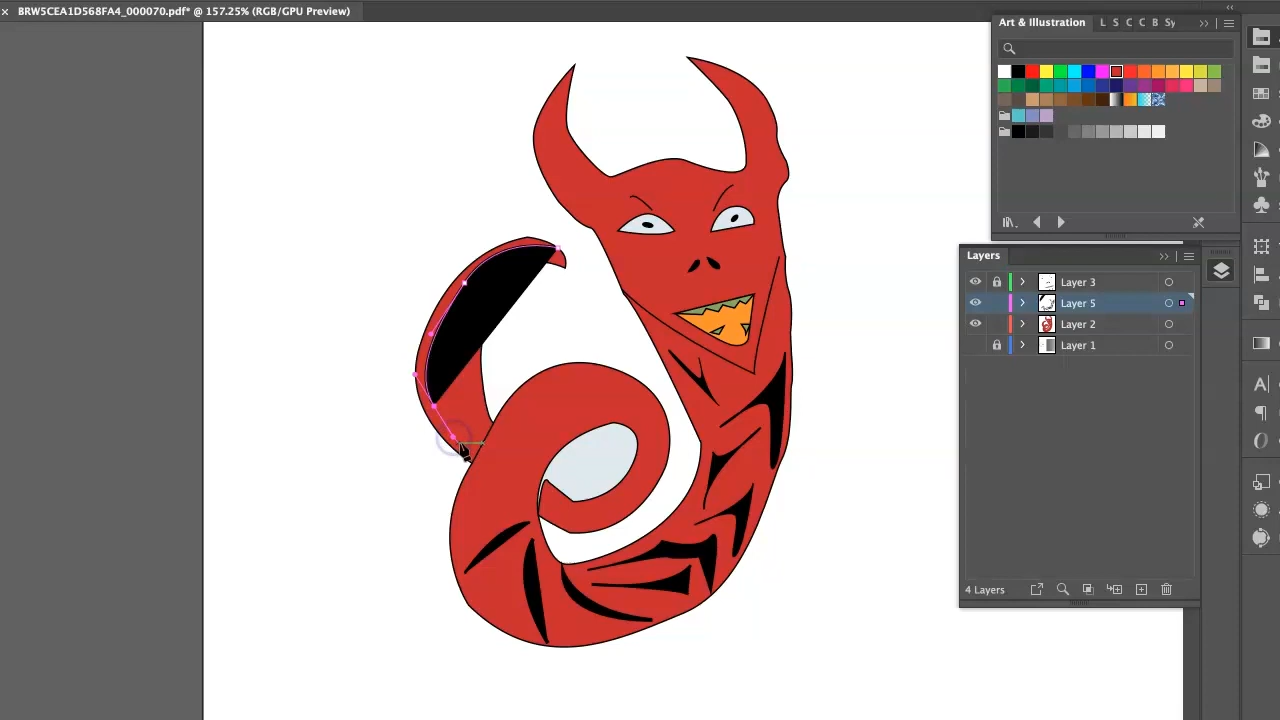 × BRW5CEA1D568FA4_000070.pdf* @ 157.25% (RGB/GPU Preview)
Art & Illustration L S C C B Sy
Layers
Layer 3
Layer 5
Layer 2
Layer 1
4 Layers